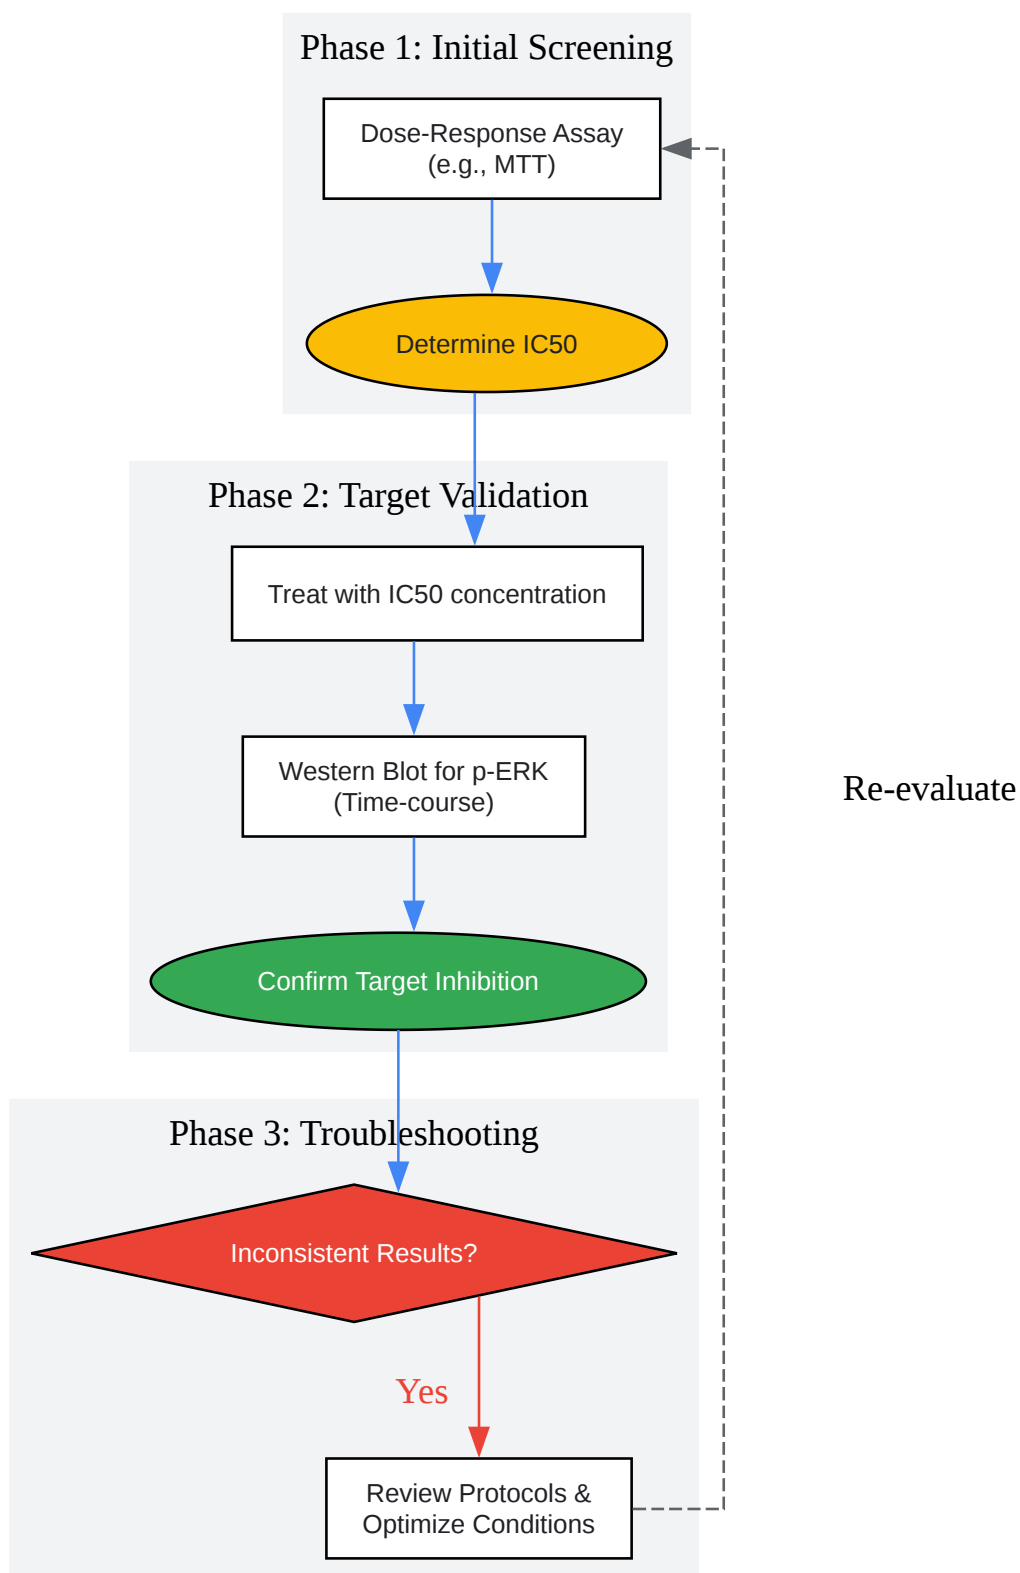 Phase 1: Initial Screening
Dose-Response Assay
(e.g., MTT)
Determine IC50
Phase 2: Target Validation
Treat with IC50 concentration
Western Blot for p-ERK
(Time-course)
Re-evaluate
Confirm Target Inhibition
Phase 3: Troubleshooting
Inconsistent Results?
Yes
Review Protocols &
Optimize Conditions